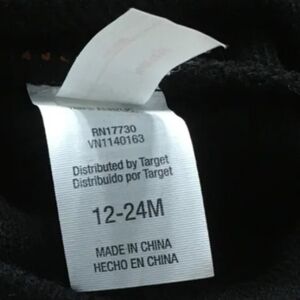 RN17730
VN1140163
Distributed by Target
Distribuido por Target
12-24M
MADE IN CHINA
HECHO EN CHINA